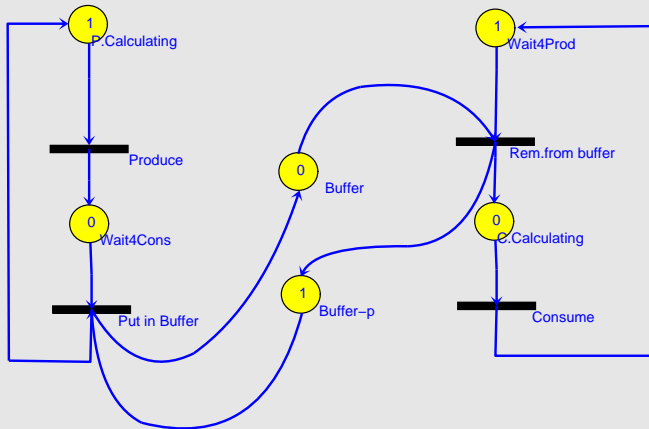 1
P.Calculating
Produce
0
Wait4Cons
Put in Buffer
0
Buffer
1
Buffer-p
1
Wait4Prod
Rem.from buffer
0
C.Calculating
Consume